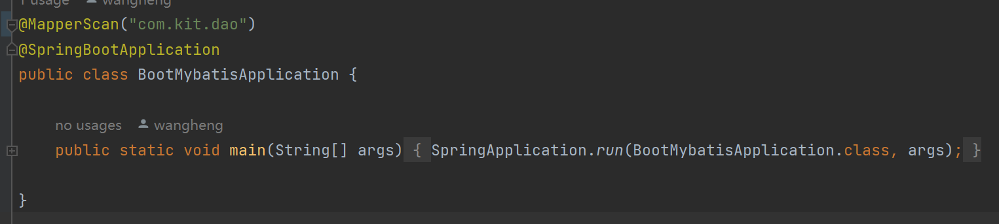 1 usage wangheng
@MapperScan("com.kit.dao")
@SpringBootApplication
public class BootMybatisApplication {
no usages wangheng
public static void main(String[] args) { SpringApplication.run(BootMybatisApplication.class, args); }
}